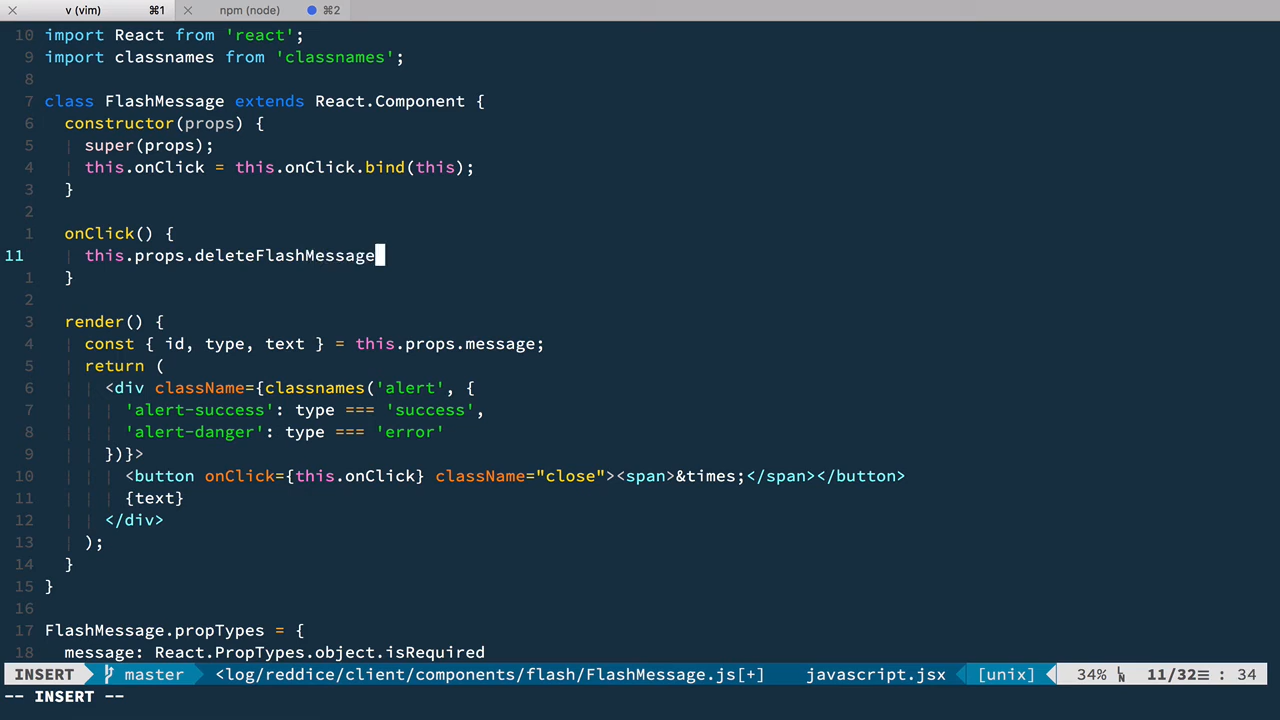 v (vim) ⌘1 npm (node) ⌘2
10 import React from 'react';
9 import classnames from 'classnames';
8
7 class FlashMessage extends React.Component {
6 constructor(props) {
5 super(props);
4 this.onClick = this.onClick.bind(this);
3 }
2
1 onClick() {
11 this.props.deleteFlashMessage
1 }
2
3 render() {
4 const { id, type, text } = this.props.message;
5 return (
6 <div className={classnames('alert', {
7 'alert-success': type === 'success',
8 'alert-danger': type === 'error'
9 })}>
10 <button onClick={this.onClick} className="close"><span>&times;</span></button>
11 {text}
12 </div>
13 );
14 }
15 }
16
17 FlashMessage.propTypes = {
18 message: React.PropTypes.object.isRequired
INSERT master <log/reddice/client/components/flash/FlashMessage.js[+] javascript.jsx [unix] 34% 11/32≡ : 34
-- INSERT --